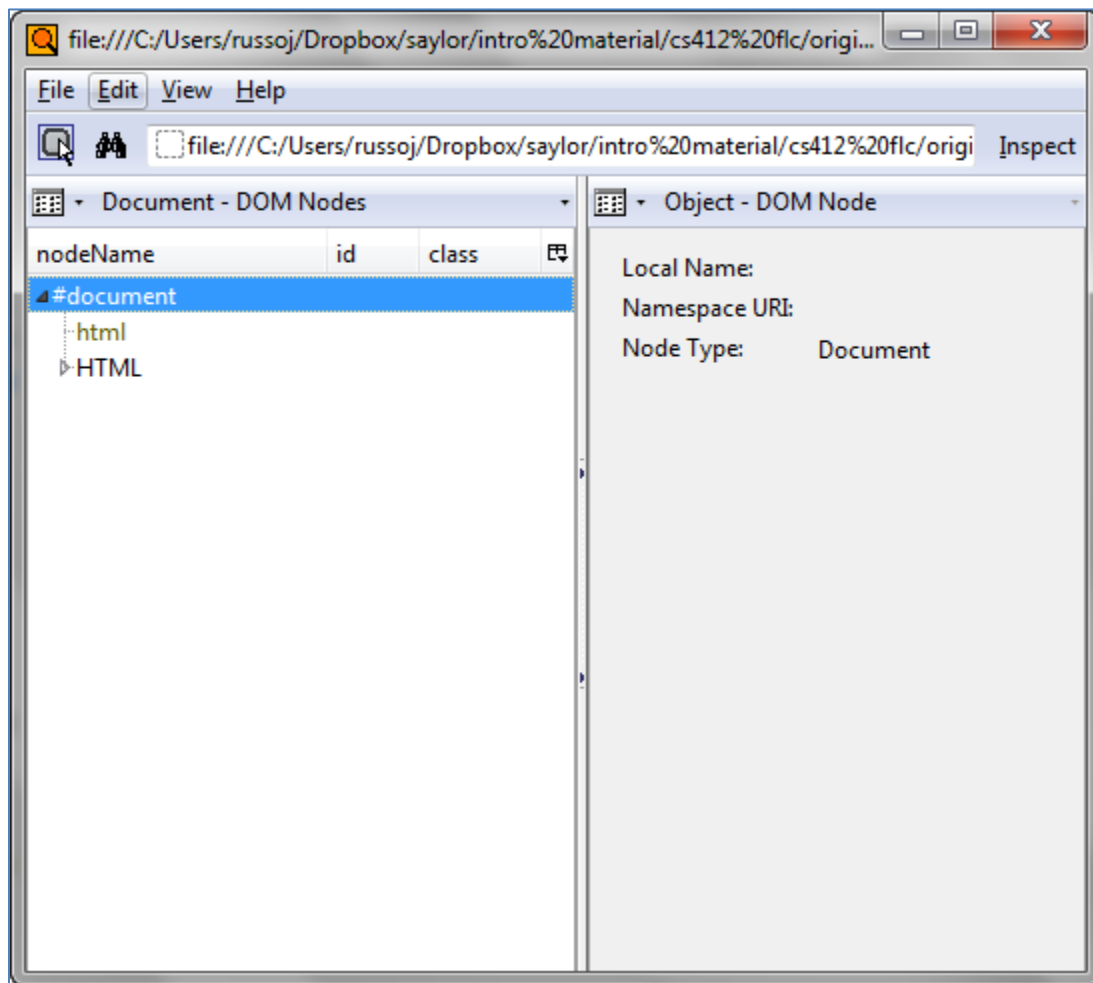 file:///C:/Users/russoj/Dropbox/saylor/intro%20material/cs412%20flc/origi...
File Edit View Help
file:///C:/Users/russoj/Dropbox/saylor/intro%20material/cs412%20flc/origi Inspect
Document - DOM Nodes
nodeName id class
#document
html
HTML
Object - DOM Node
Local Name:
Namespace URI:
Node Type: Document